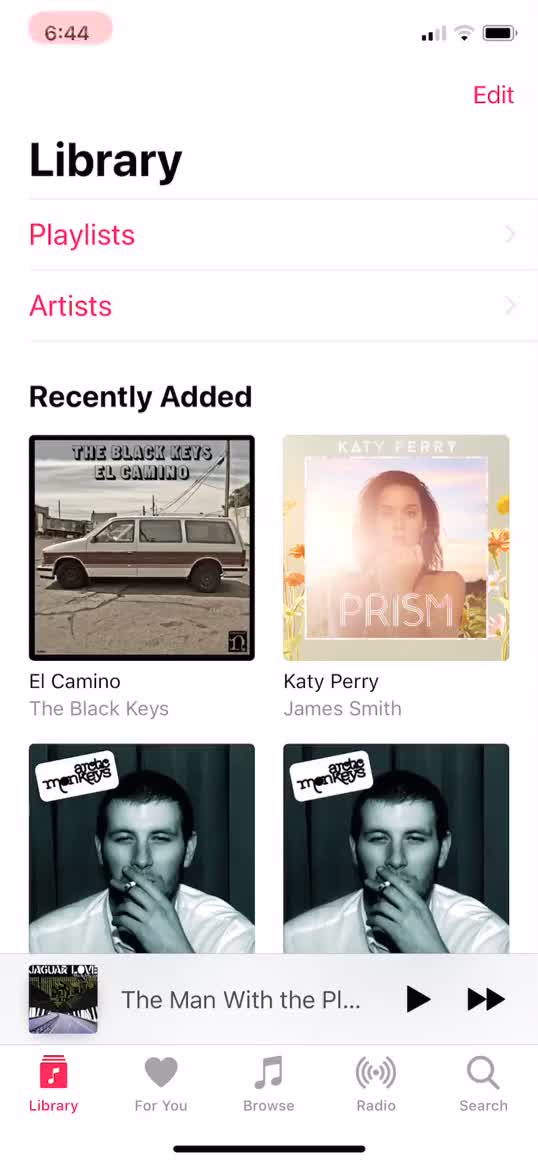 6:44
Edit
Library
Playlists
Artists
Recently Added
THE BLACK KEYS
EL CAMINO
KATY PERRY
PRISM
n.
El Camino
The Black Keys
Katy Perry
James Smith
arctic
monkeys
arctic
monkeys
JAGUAR LOVE
The Man With the Pl...
Library
For You
Browse
Radio
Search